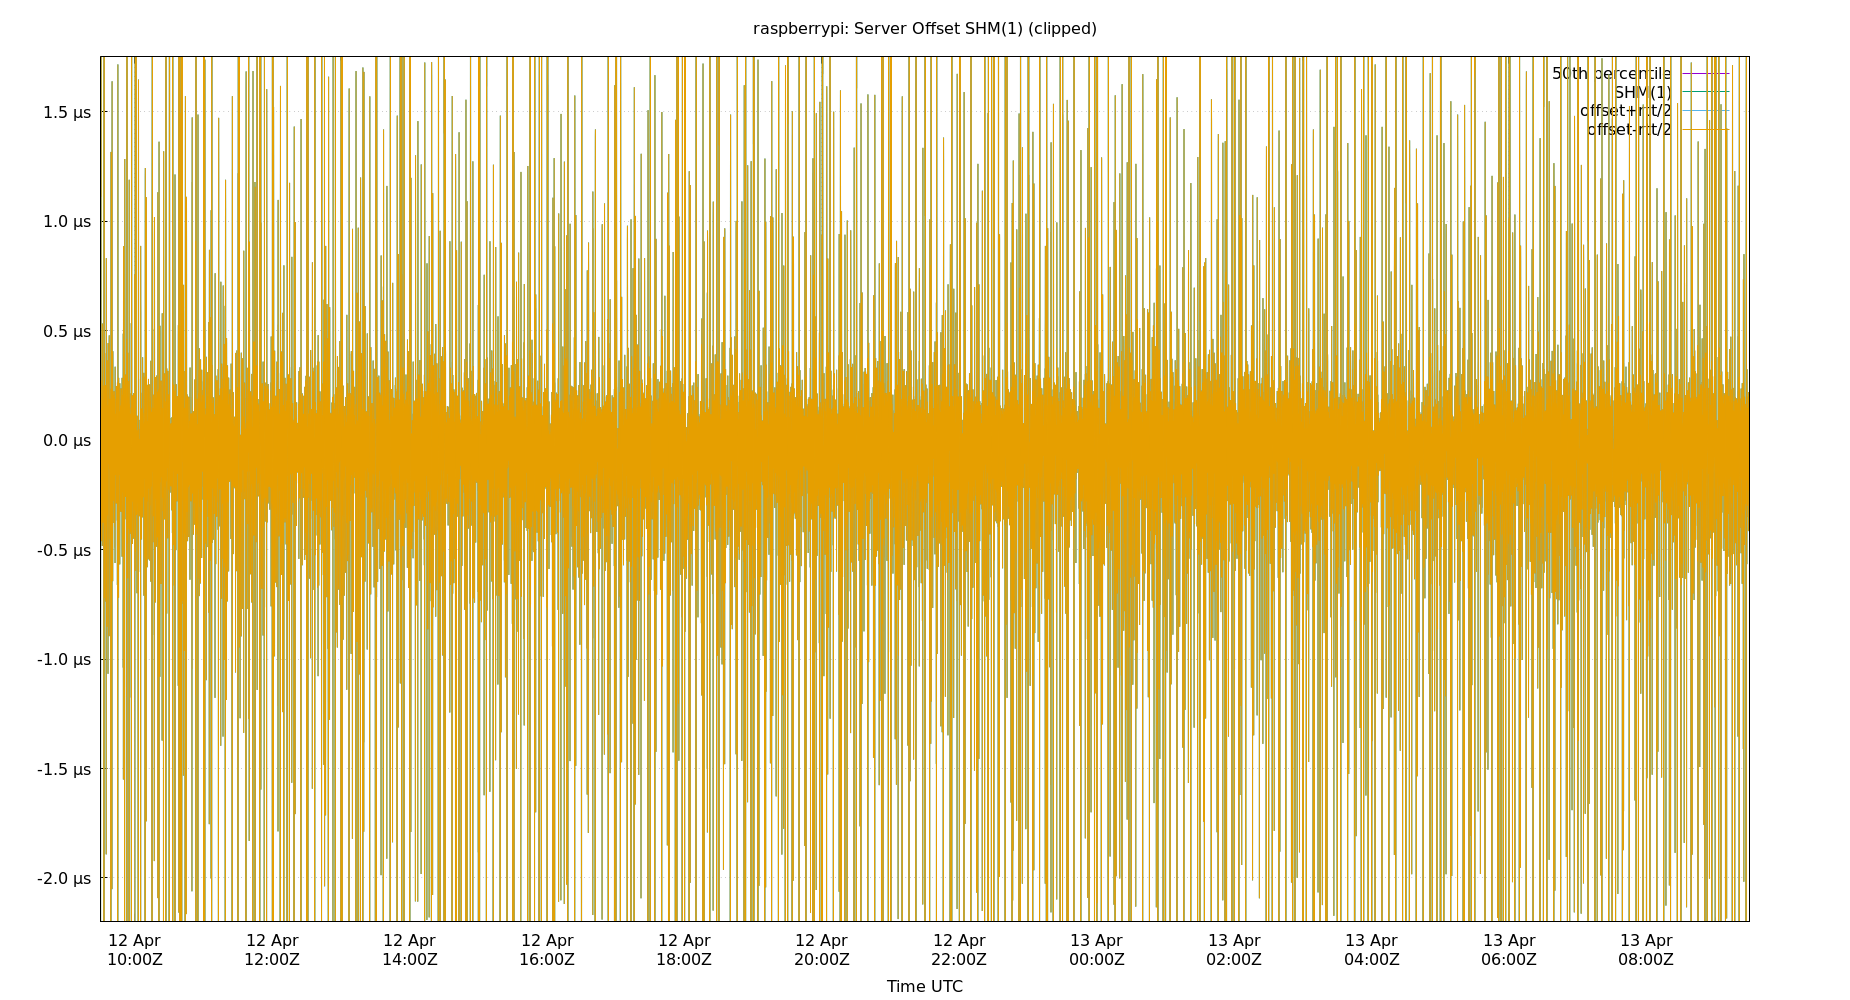 raspberrypi: Server Offset SHM(1) (clipped)
50th percentile
SHM(1)
offset+rtt/2
offset-rtt/2
1.5 µs
1.0 µs
0.5 µs
0.0 µs
-0.5 µs
-1.0 µs
-1.5 µs
-2.0 µs
12 Apr 12 Apr 12 Apr 12 Apr 12 Apr 12 Apr 12 Apr 13 Apr 13 Apr 13 Apr 13 Apr 13 Apr
10:00Z 12:00Z 14:00Z 16:00Z 18:00Z 20:00Z 22:00Z 00:00Z 02:00Z 04:00Z 06:00Z 08:00Z
Time UTC